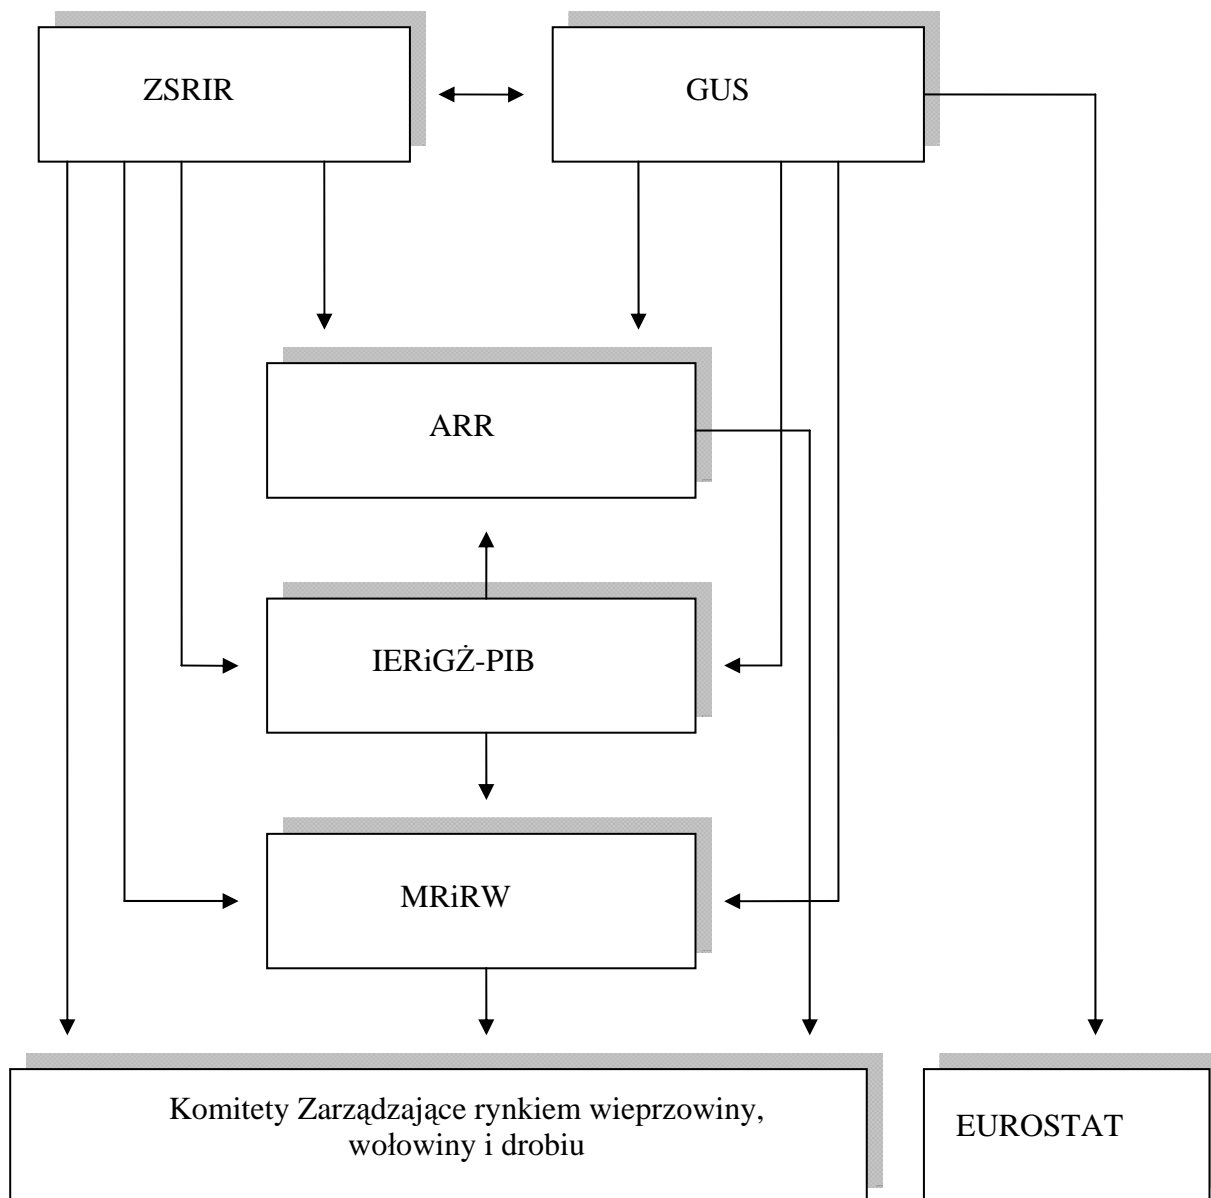 ZSRIR
GUS
ARR
IERiGŻ-PIB
MRiRW
Komitety Zarządzające rynkiem wieprzowiny,
wołowiny i drobiu
EUROSTAT